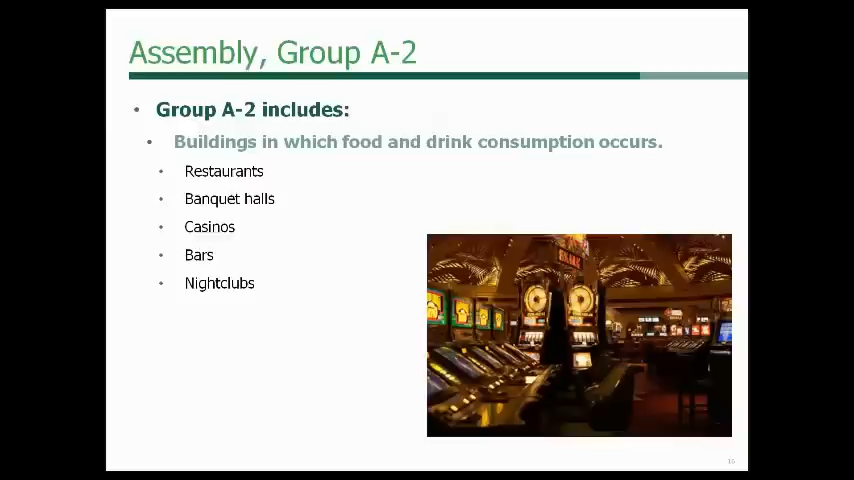 Assembly, Group A-2
• Group A-2 includes:
• Buildings in which food and drink consumption occurs.
• Restaurants
• Banquet halls
• Casinos
• Bars
• Nightclubs
16